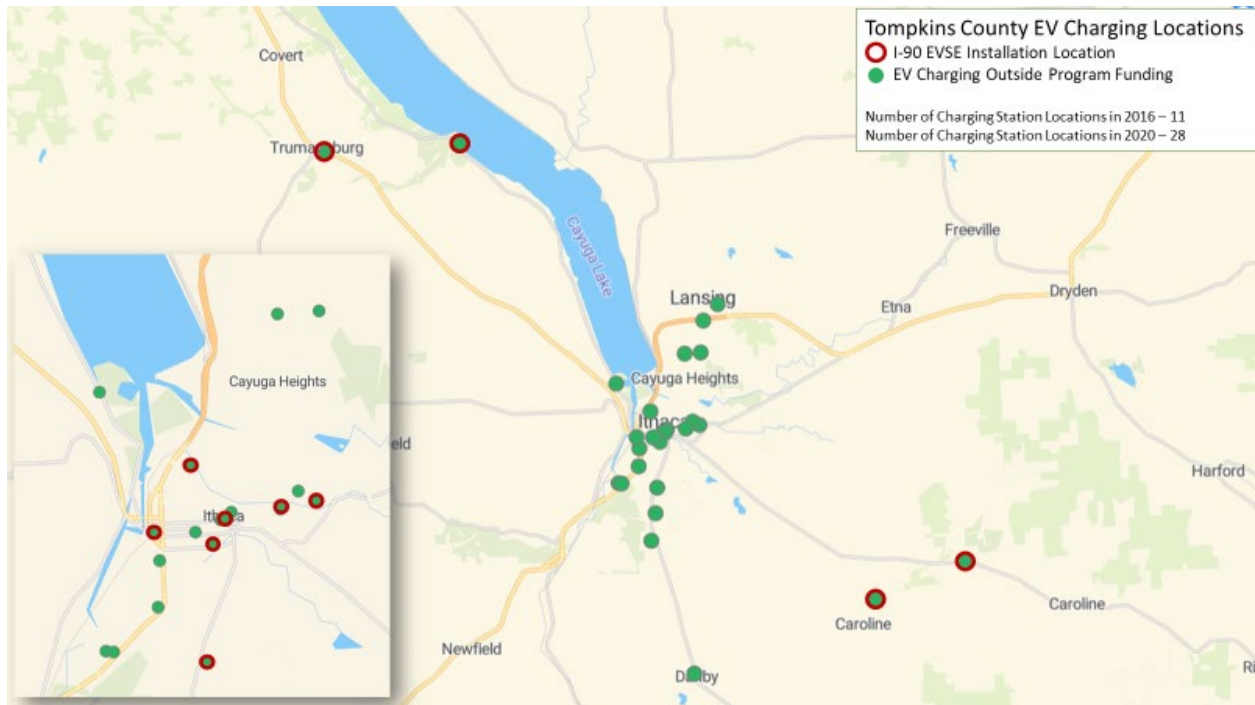 Tompkins County EV Charging Locations
I-90 EVSE Installation Location
EV Charging Outside Program Funding
Number of Charging Station Locations in 2016 – 11
Number of Charging Station Locations in 2020 – 28
Covert
Cayuga Lake
Freeville
Lansing
Dryden
Etna
Cayuga Heights
Cayuga Heights
Ithaca
Harford
Ithaca
Caroline
Caroline
Newfield
Danby